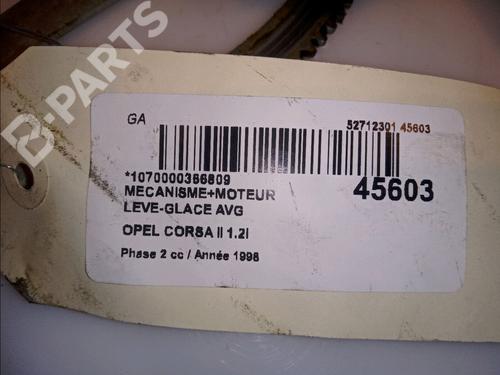 B-PARTS
GA
52712301 45603
*1070000366809
MECANISME+MOTEUR
45603
LEVE-GLACE AVG
OPEL CORSA II 1.2I
Phase 2 cc / Année 1998